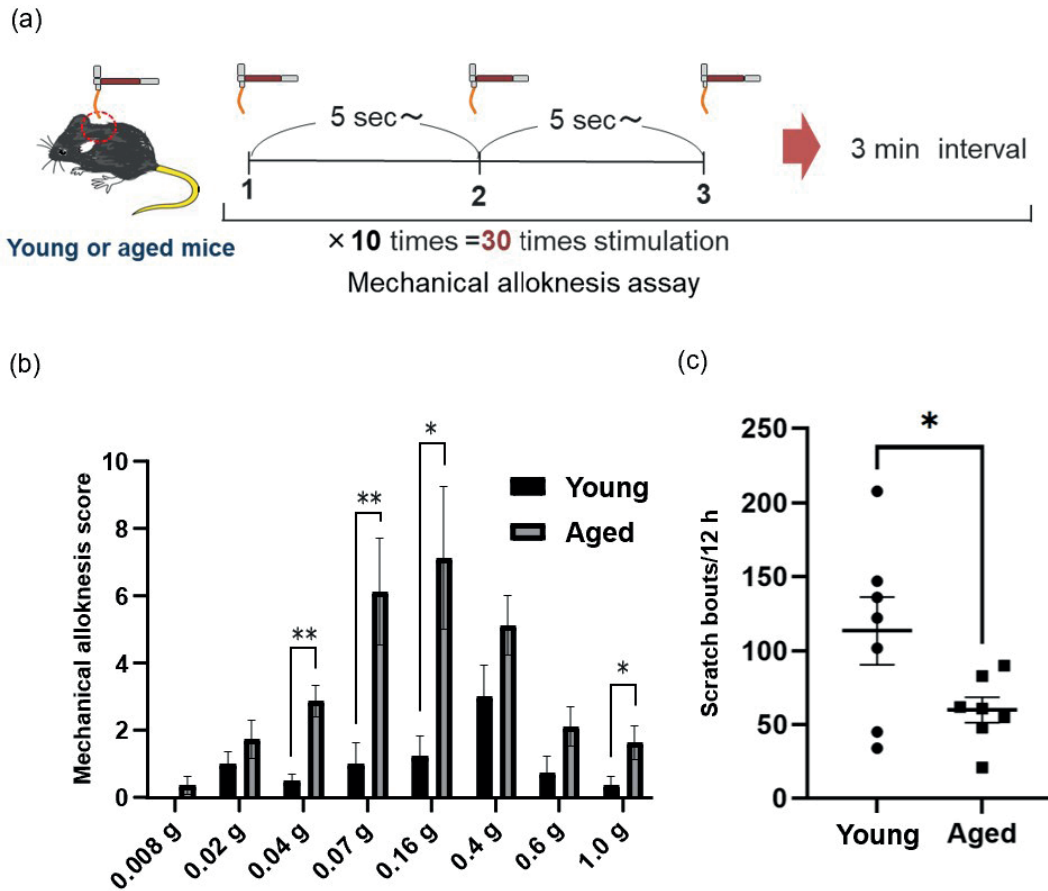 (a)
5 sec～ 5 sec～
3 min interval
1 2 3
Young or aged mice
×10 times =30 times stimulation
Mechanical alloknesis assay
(b)
Mechanical alloknesis score
10
8
6
4
2
0
** ** * *
Young
Aged
0.008 g 0.02 g 0.04 g 0.07 g 0.16 g 0.4 g 0.6 g 1.0 g
(c)
Scratch bouts/12 h
250
200
150
100
50
0
*
Young Aged